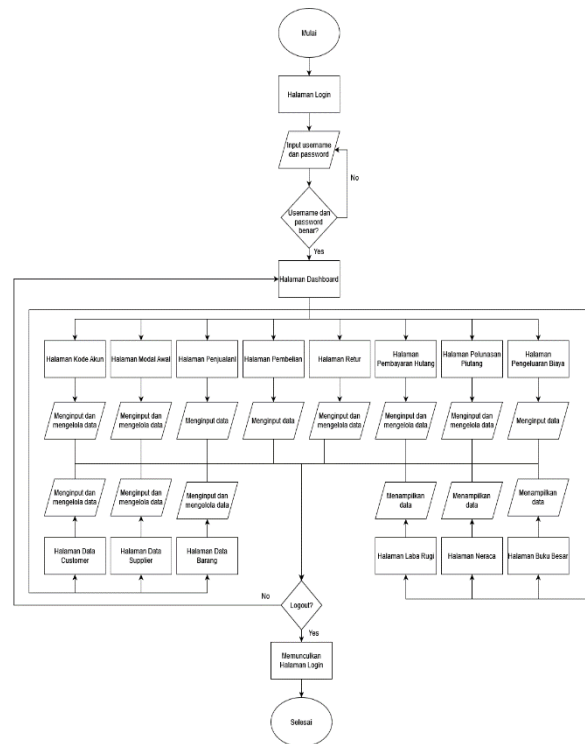 Mulai
Halaman Login
Input username
dan password
No
Username dan
password
benar?
Yes
Halaman Dashboard
Halaman Kode Akun
Halaman Modal Awal
Halaman Penjualanl
Halaman Pembelian
Halaman Retur
Halaman
Pembayaran Hutang
Halaman Pelunasan
Piutang
Halaman
Pengeluaran Biaya
Menginput dan
mengelola data
Menginput dan
mengelola data
Menginput data
Menginput data
Menginput dan
mengelola data
Menginput dan
mengelola data
Menginput dan
mengelola data
Menginput data
Menginput dan
mengelola data
Menginput dan
mengelola data
Menginput dan
mengelola data
Menampilkan
data
Menampilkan
data
Menampilkan
data
Halaman Data
Customer
Halaman Data
Supplier
Halaman Data
Barang
Halaman Laba Rugi
Halaman Neraca
Halaman Buku Besar
No
Logout?
Yes
Memunculkan
Halaman Login
Selesai